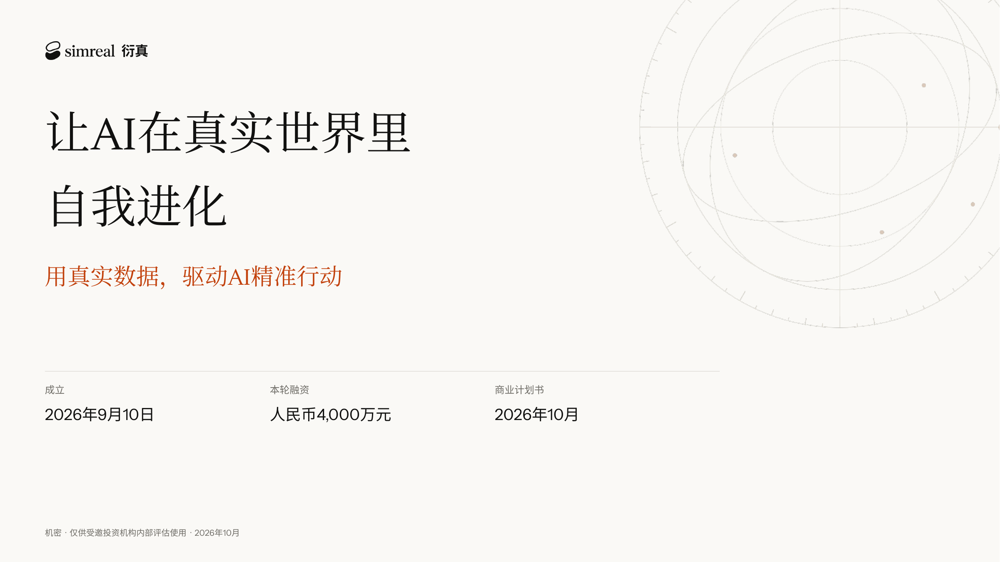 simreal 衍真
让AI在真实世界里
自我进化
用真实数据，驱动AI精准行动
成立
2026年9月10日
本轮融资
人民币4,000万元
商业计划书
2026年10月
机密 · 仅供受邀投资机构内部评估使用 · 2026年10月